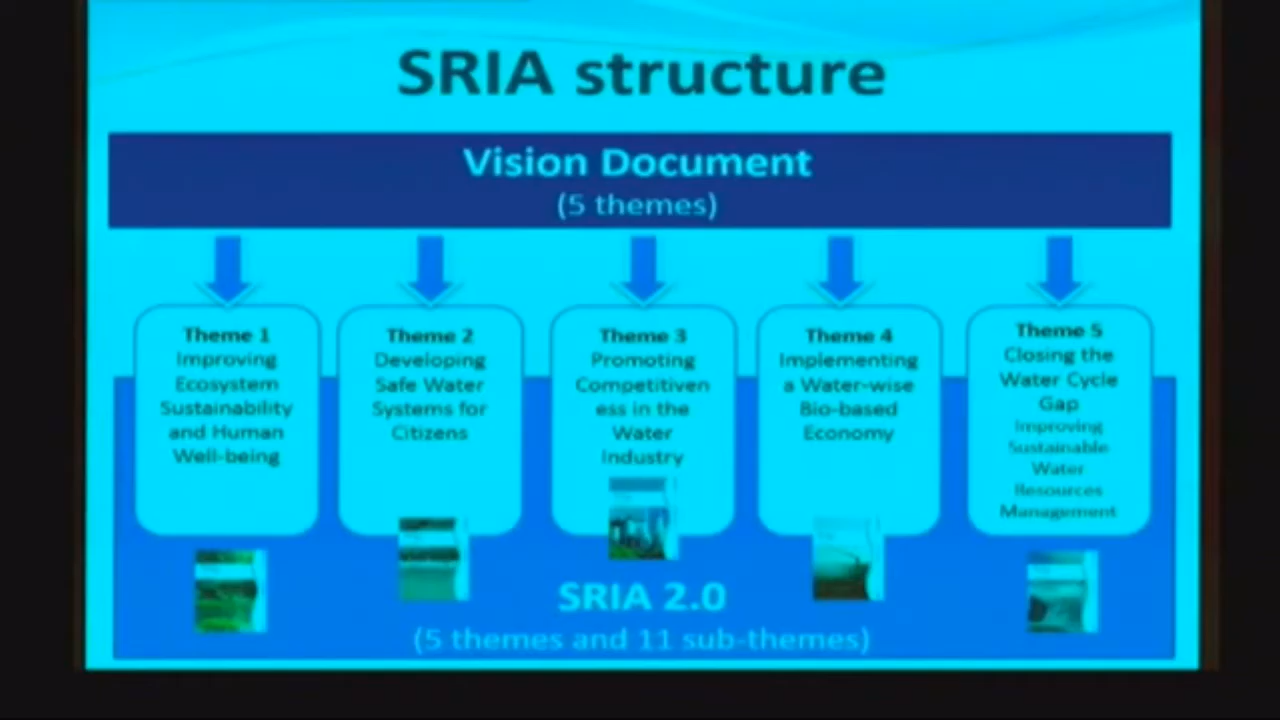 SRIA structure
Vision Document
(5 themes)
Theme 1
Improving
Ecosystem
Sustainability
and Human
Well-being
Theme 2
Developing
Safe Water
Systems for
Citizens
Theme 3
Promoting
Competitiven
ess in the
Water
Industry
Theme 4
Implementing
a Water-wise
Bio-based
Economy
Theme 5
Closing the
Water Cycle
Gap
Improving
Sustainable
Water
Resources
Management
SRIA 2.0
(5 themes and 11 sub-themes)